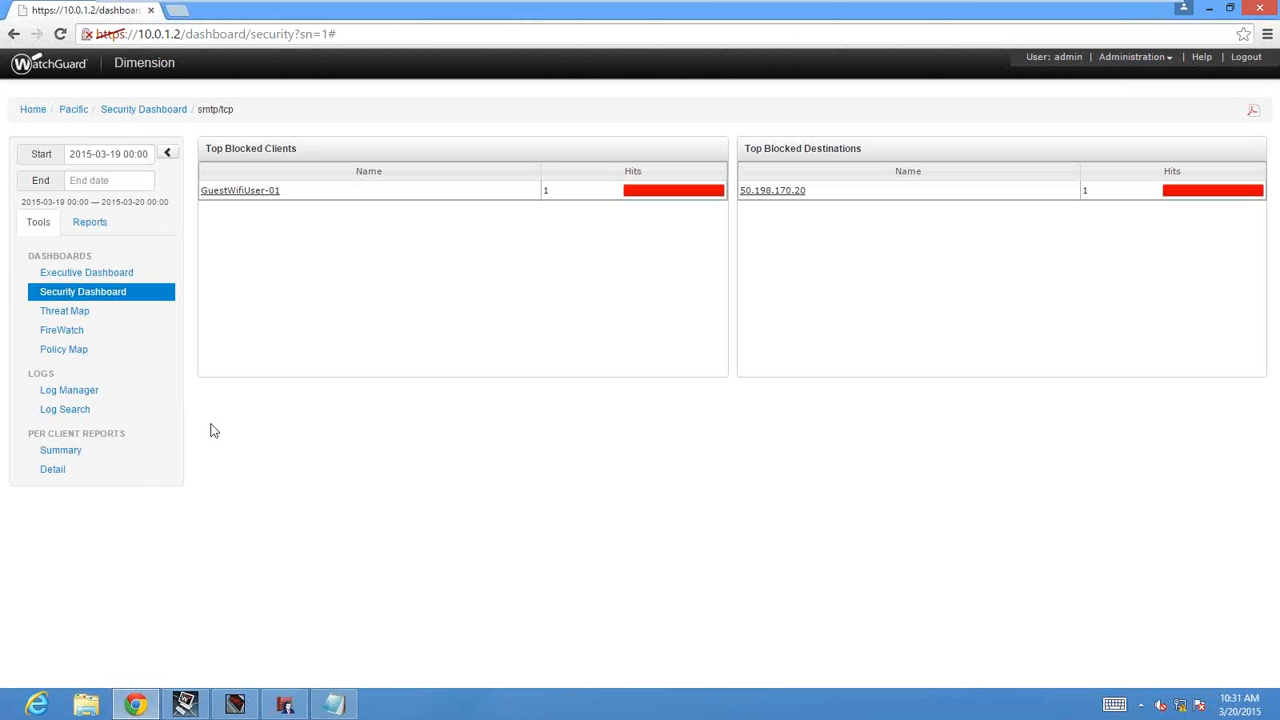 https://10.0.1.2/dashboar
https://10.0.1.2/dashboard/security?sn=1#
WatchGuard Dimension
User: admin | Administration | Help | Logout
Home / Pacific / Security Dashboard / smtp/tcp
Start 2015-03-19 00:00
End End date
2015-03-19 00:00 — 2015-03-20 00:00
Tools Reports
DASHBOARDS
Executive Dashboard
Security Dashboard
Threat Map
FireWatch
Policy Map
LOGS
Log Manager
Log Search
PER CLIENT REPORTS
Summary
Detail
Top Blocked Clients
Name Hits
GuestWifiUser-01 1
Top Blocked Destinations
Name Hits
50.198.170.20 1
10:31 AM
3/20/2015